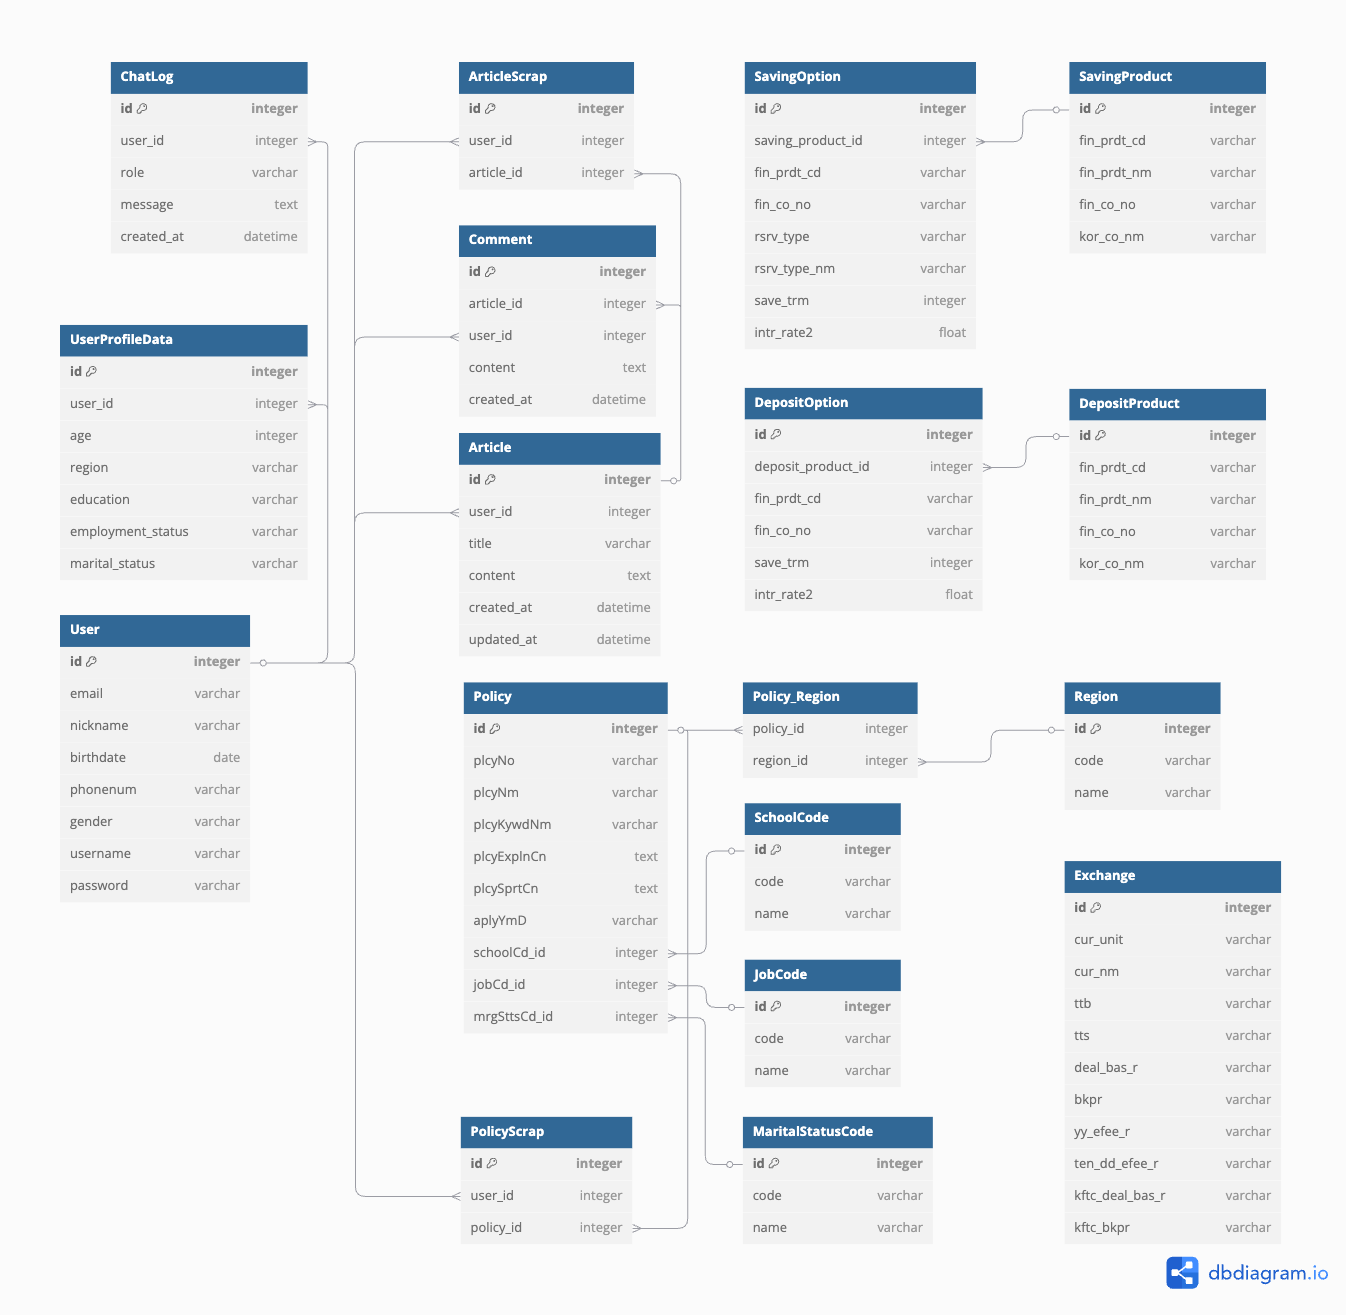 ChatLog
id integer
user_id integer
role varchar
message text
created_at datetime
UserProfileData
id integer
user_id integer
age integer
region varchar
education varchar
employment_status varchar
marital_status varchar
User
id integer
email varchar
nickname varchar
birthdate date
phonenum varchar
gender varchar
username varchar
password varchar
ArticleScrap
id integer
user_id integer
article_id integer
Comment
id integer
article_id integer
user_id integer
content text
created_at datetime
Article
id integer
user_id integer
title varchar
content text
created_at datetime
updated_at datetime
Policy
id integer
plcyNo varchar
plcyNm varchar
plcyKywdNm varchar
plcyExplnCn text
plcySprtCn text
aplyYmD varchar
schoolCd_id integer
jobCd_id integer
mrgSttsCd_id integer
PolicyScrap
id integer
user_id integer
policy_id integer
SavingOption
id integer
saving_product_id integer
fin_prdt_cd varchar
fin_co_no varchar
rsrv_type varchar
rsrv_type_nm varchar
save_trm integer
intr_rate2 float
DepositOption
id integer
deposit_product_id integer
fin_prdt_cd varchar
fin_co_no varchar
save_trm integer
intr_rate2 float
Policy_Region
policy_id integer
region_id integer
SchoolCode
id integer
code varchar
name varchar
JobCode
id integer
code varchar
name varchar
MaritalStatusCode
id integer
code varchar
name varchar
SavingProduct
id integer
fin_prdt_cd varchar
fin_prdt_nm varchar
fin_co_no varchar
kor_co_nm varchar
DepositProduct
id integer
fin_prdt_cd varchar
fin_prdt_nm varchar
fin_co_no varchar
kor_co_nm varchar
Region
id integer
code varchar
name varchar
Exchange
id integer
cur_unit varchar
cur_nm varchar
ttb varchar
tts varchar
deal_bas_r varchar
bkpr varchar
yy_efee_r varchar
ten_dd_efee_r varchar
kftc_deal_bas_r varchar
kftc_bkpr varchar
dbdiagram.io